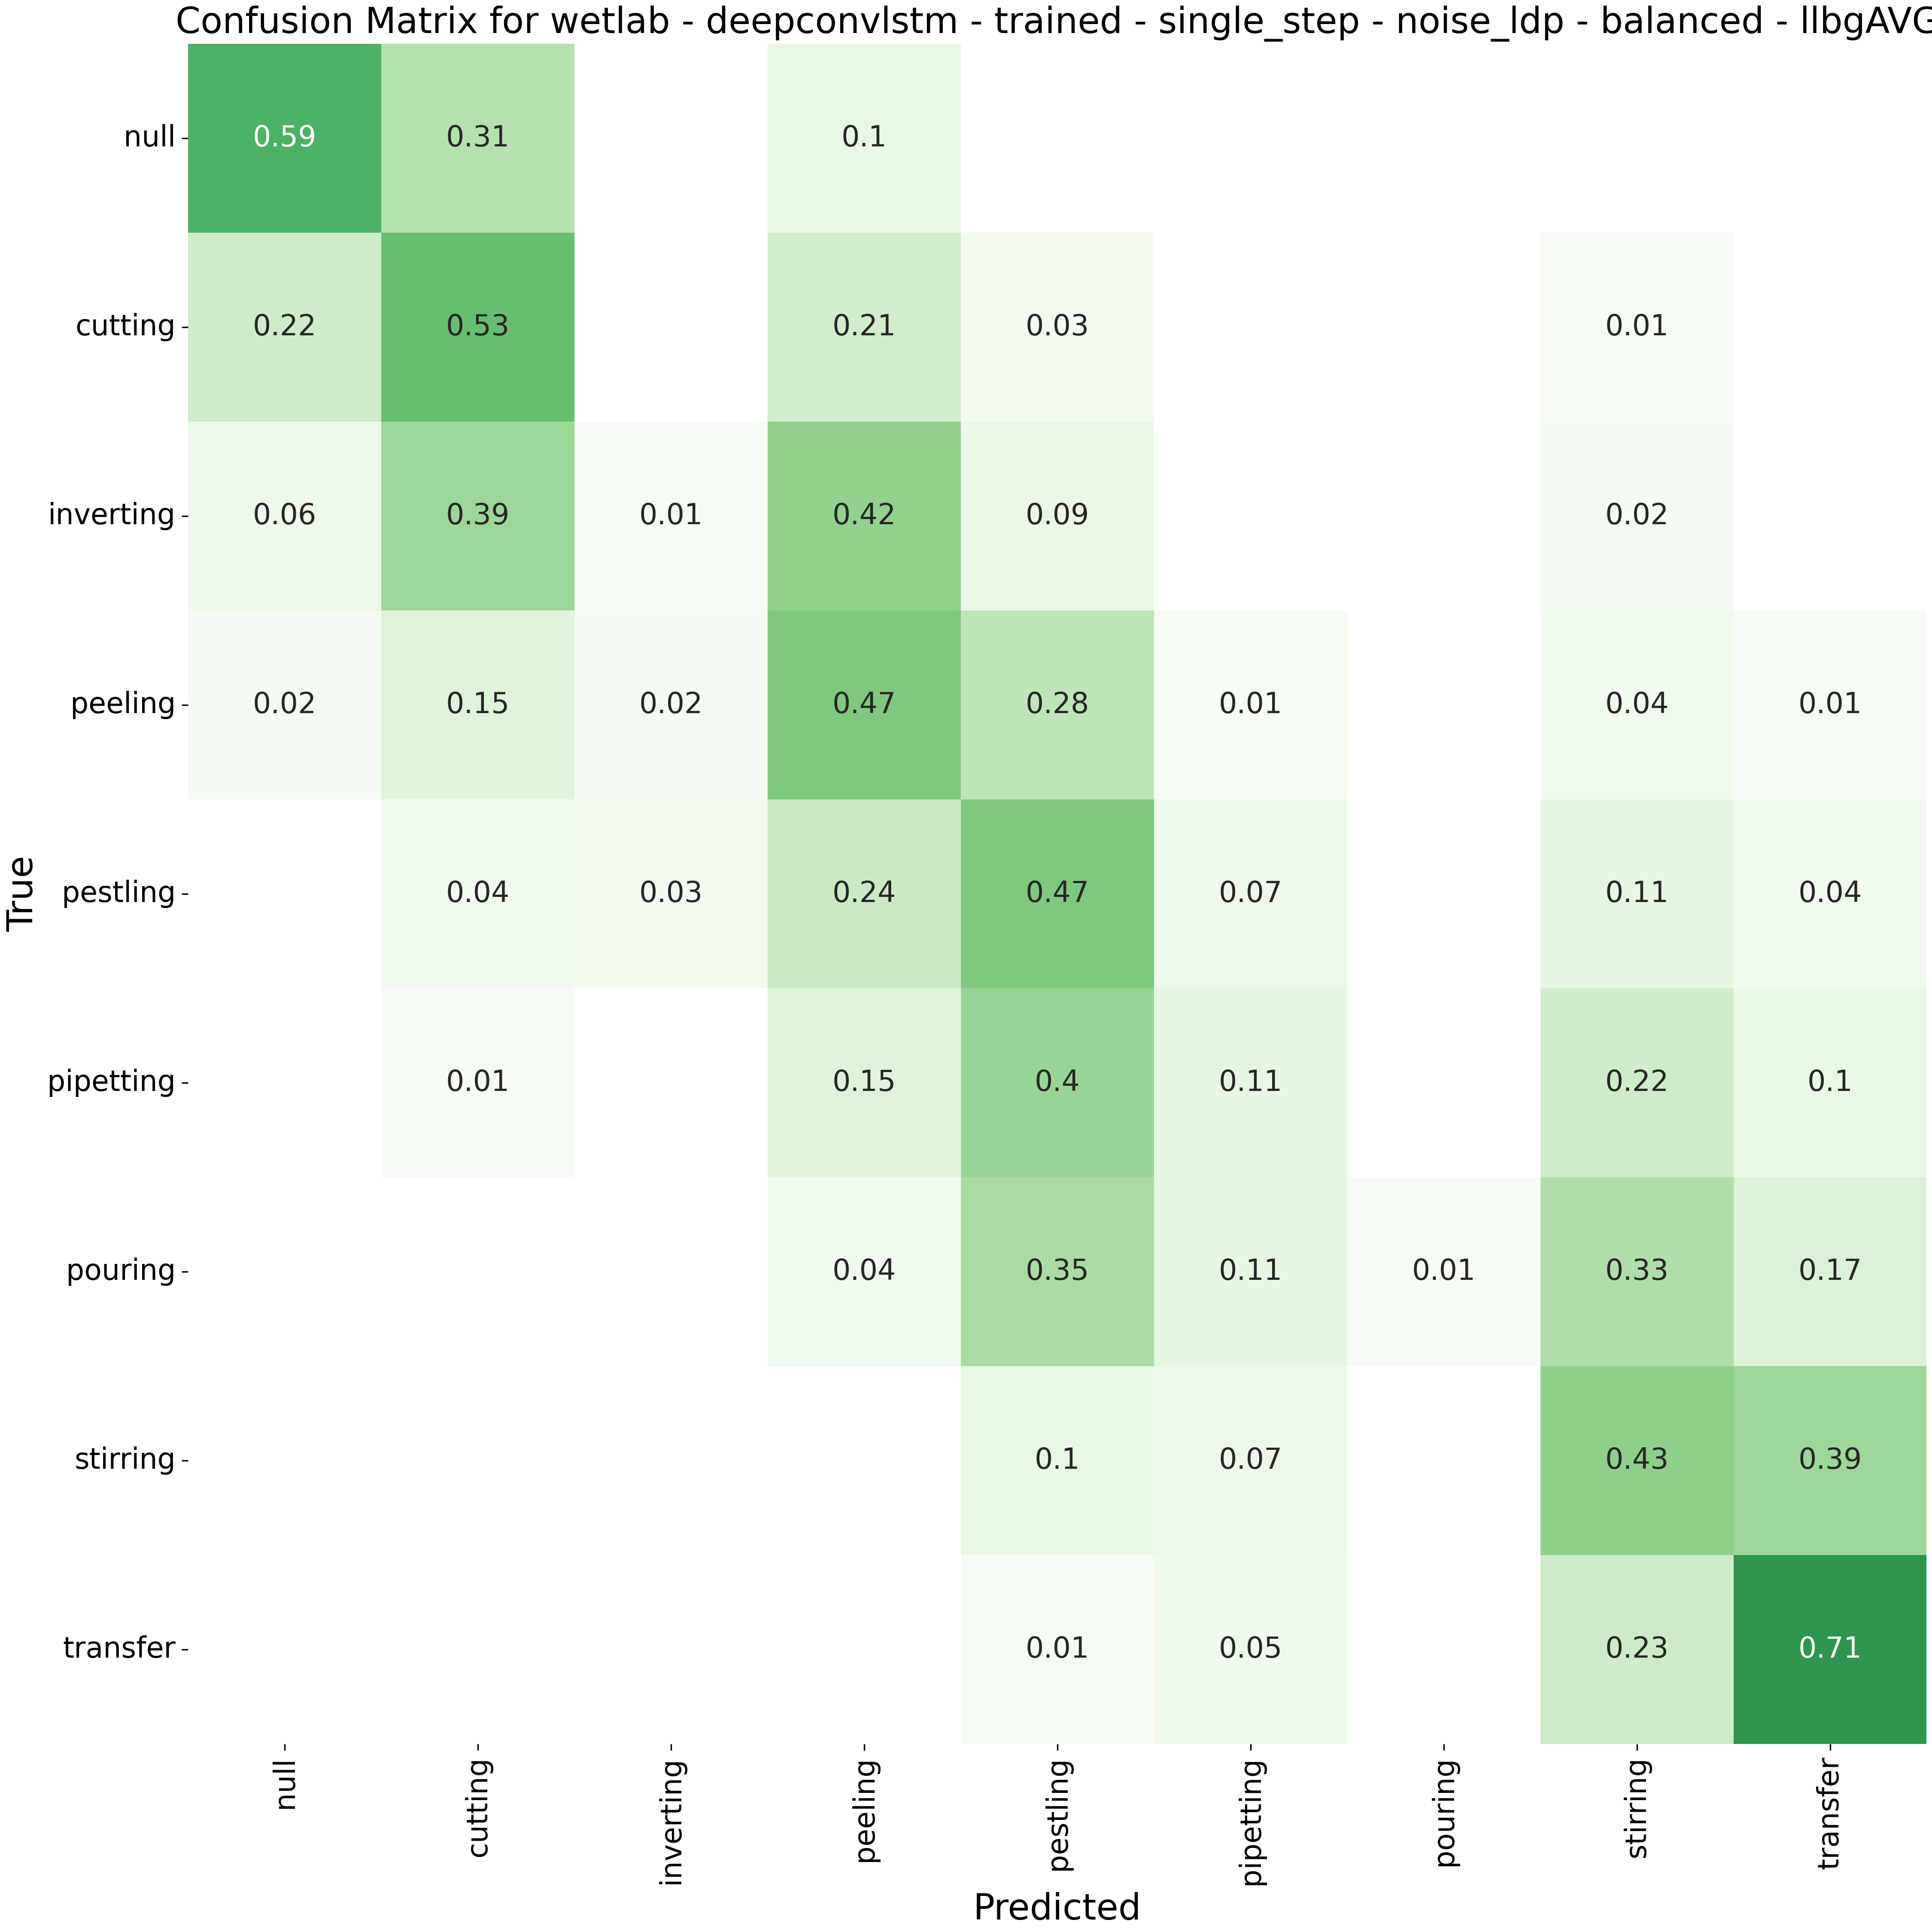 Confusion Matrix for wetlab - deepconvlstm - trained - single_step - noise_ldp - balanced - llbgAVG
null 0.59 0.31 0.1
cutting 0.22 0.53 0.21 0.03 0.01
inverting 0.06 0.39 0.01 0.42 0.09 0.02
peeling 0.02 0.15 0.02 0.47 0.28 0.01 0.04 0.01
pestling 0.04 0.03 0.24 0.47 0.07 0.11 0.04
pipetting 0.01 0.15 0.4 0.11 0.22 0.1
pouring 0.04 0.35 0.11 0.01 0.33 0.17
stirring 0.1 0.07 0.43 0.39
transfer 0.01 0.05 0.23 0.71
True
null cutting inverting peeling pestling pipetting pouring stirring transfer
Predicted